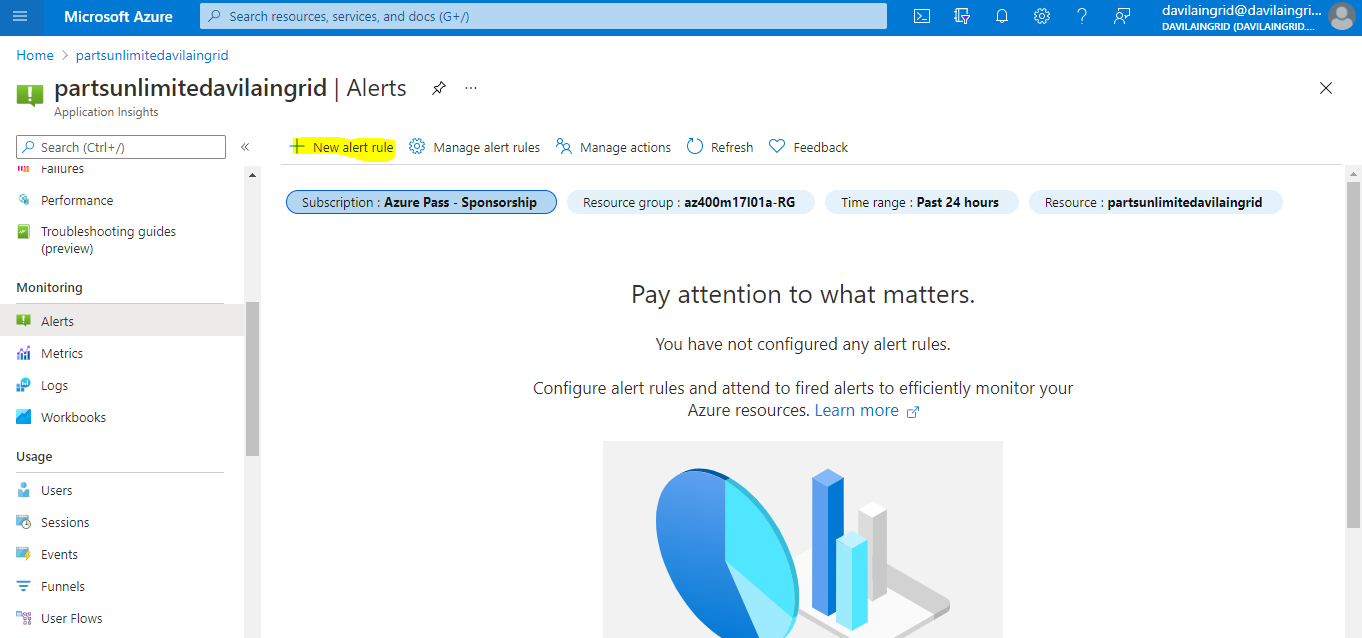 Microsoft Azure
Search resources, services, and docs (G+/)
davilaingrid@davilaingri...
DAVILAINGRID (DAVILAINGRID....
Home > partsunlimitedavilaingrid
partsunlimitedavilaingrid | Alerts
...
Application Insights
Search (Ctrl+/)
«
+ New alert rule
Manage alert rules
Manage actions
Refresh
Feedback
Failures
Performance
Troubleshooting guides
(preview)
Monitoring
Alerts
Metrics
Logs
Workbooks
Usage
Users
Sessions
Events
Funnels
User Flows
Subscription : Azure Pass - Sponsorship
Resource group : az400m17l01a-RG
Time range : Past 24 hours
Resource : partsunlimitedavilaingrid
Pay attention to what matters.
You have not configured any alert rules.
Configure alert rules and attend to fired alerts to efficiently monitor your
Azure resources. Learn more